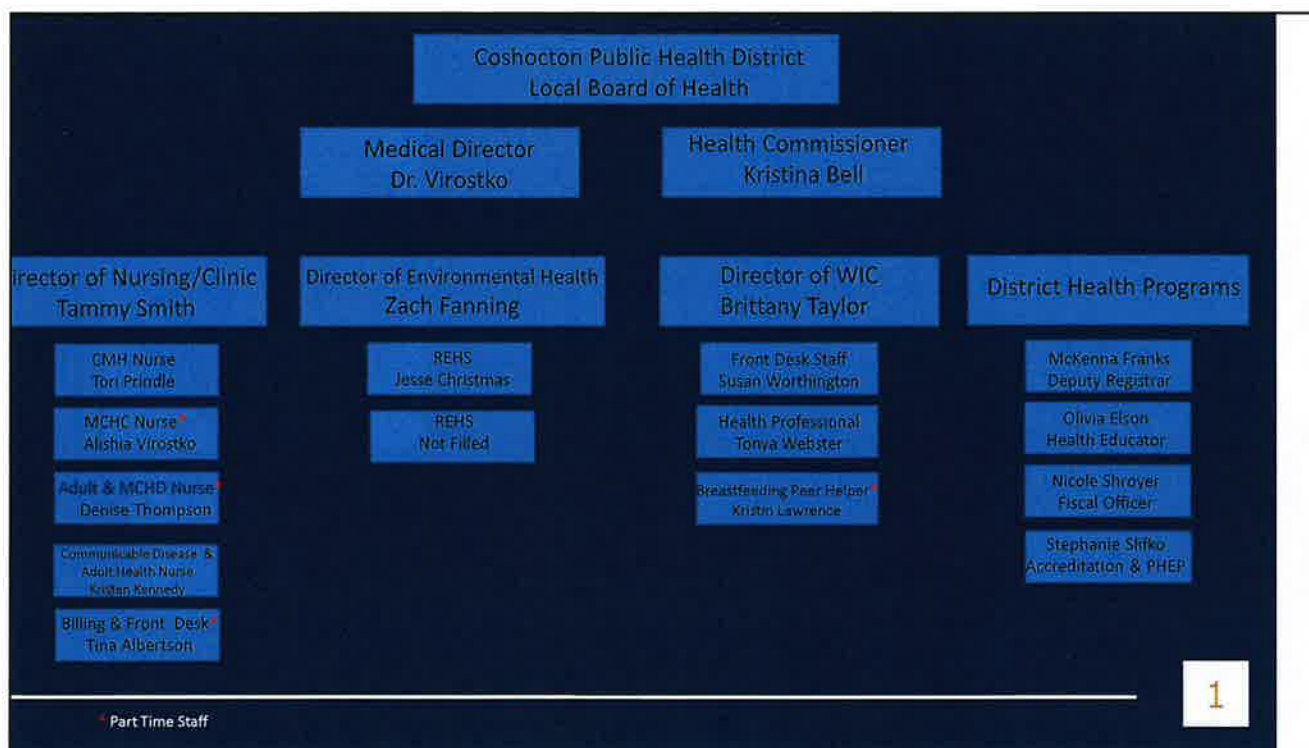 Coshocton Public Health District
Local Board of Health
Medical Director
Dr. Virostko
Health Commissioner
Kristina Bell
irector of Nursing/Clinic
Tammy Smith
Director of Environmental Health
Zach Fanning
Director of WIC
Brittany Taylor
District Health Programs
CMH Nurse
Tori Prindle
MCHC Nurse*
Alishia Virostko
Adult & MCHD Nurse*
Denise Thompson
Communicable Disease &
Adult Health Nurse
Kristen Kennedy
Billing & Front Desk*
Tina Albertson
REHS
Jesse Christmas
REHS
Not Filled
Front Desk Staff
Susan Worthington
Health Professional
Tonya Webster
Breastfeeding Peer Helper*
Kristin Lawrence
McKenna Franks
Deputy Registrar
Olivia Elson
Health Educator
Nicole Shroyer
Fiscal Officer
Stephanie Slifko
Accreditation & PHEP
* Part Time Staff
1